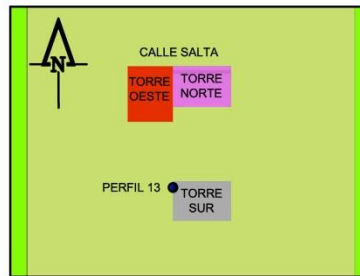 N
CALLE SALTA
TORRE OESTE
TORRE NORTE
PERFIL 13
TORRE SUR